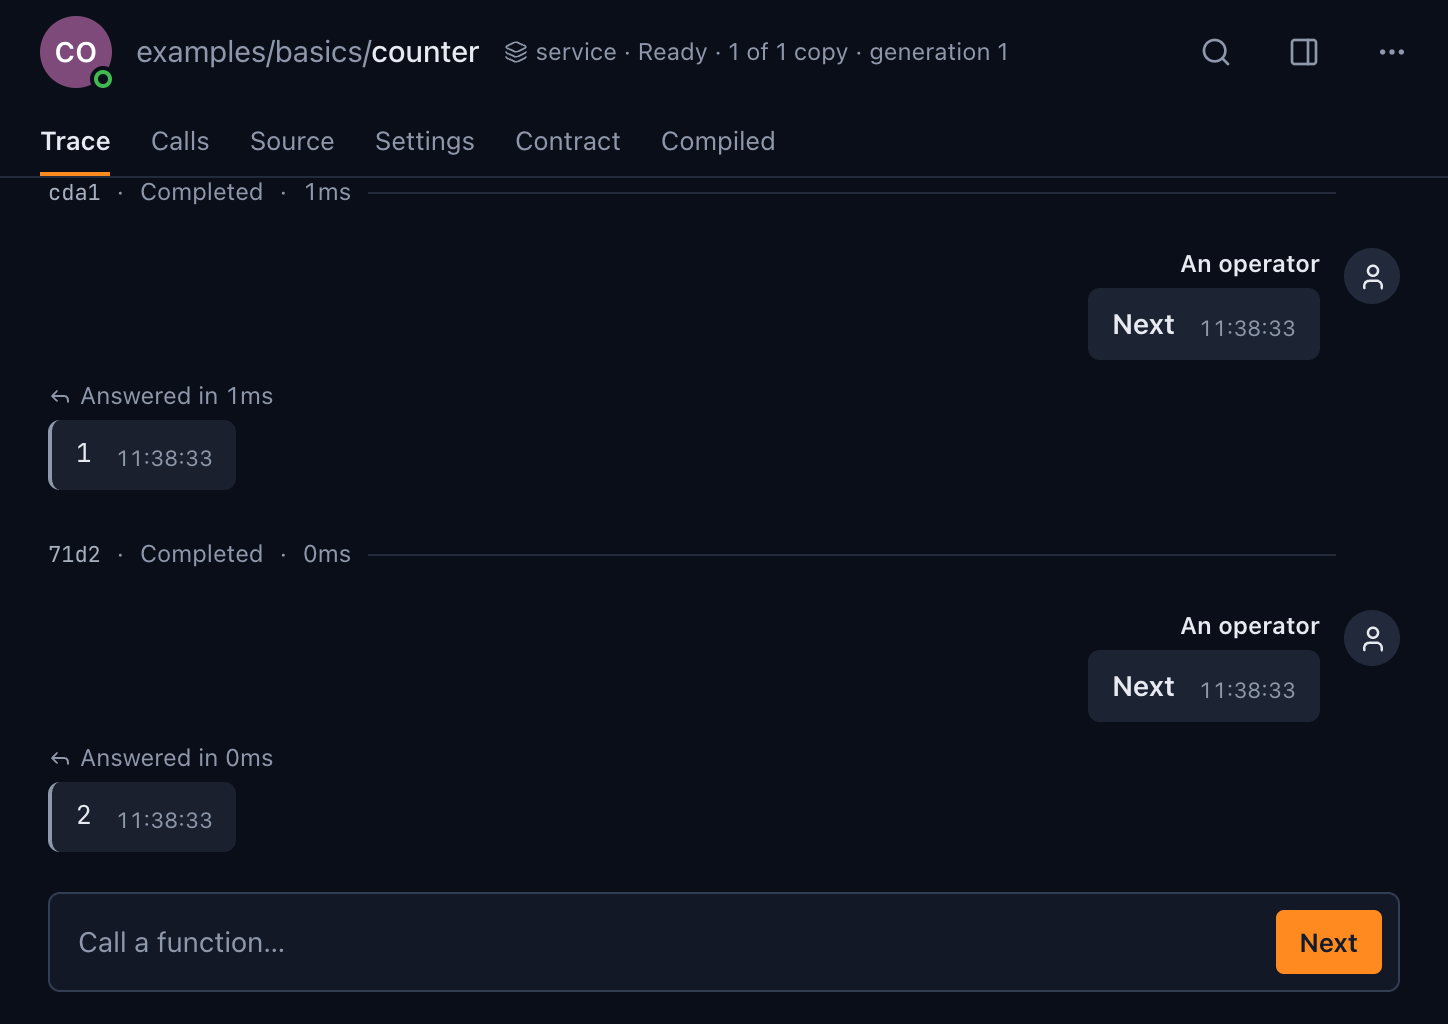 CO examples/basics/counter service · Ready · 1 of 1 copy · generation 1
Trace Calls Source Settings Contract Compiled
cda1 · Completed · 1ms
An operator
Next 11:38:33
Answered in 1ms
1 11:38:33
71d2 · Completed · 0ms
An operator
Next 11:38:33
Answered in 0ms
2 11:38:33
Call a function... Next